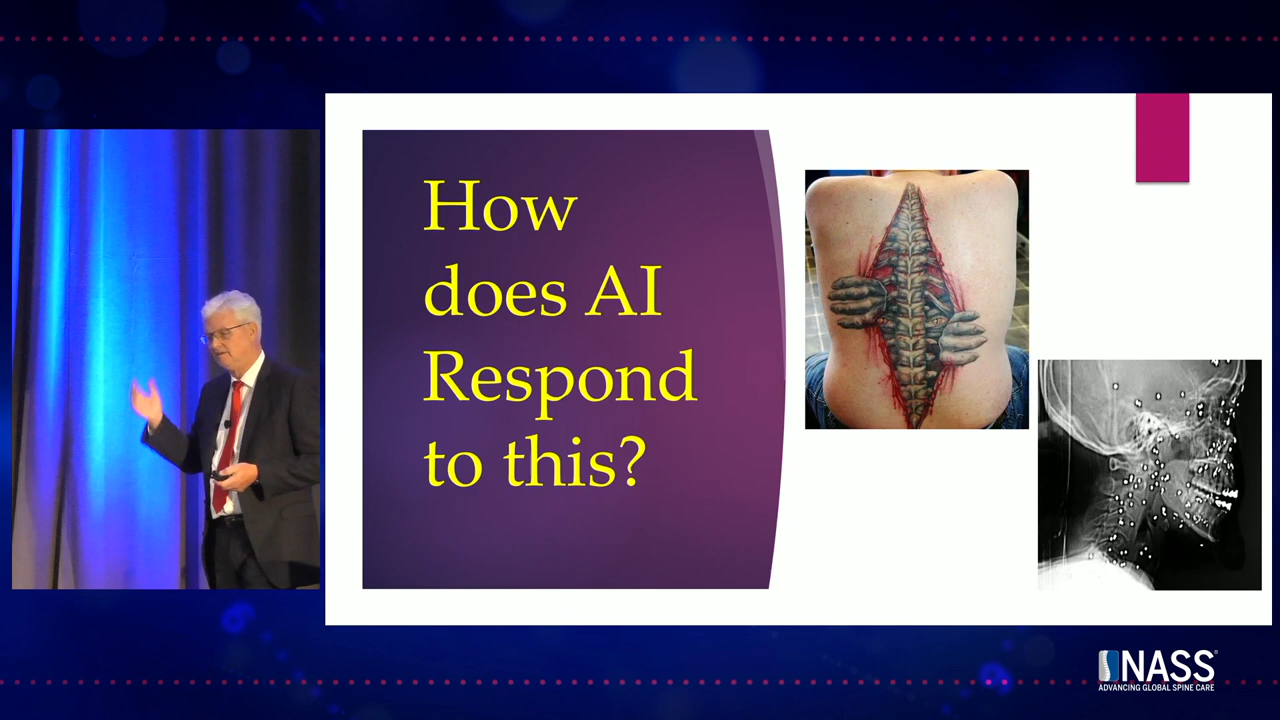 How
does AI
Respond
to this?
NASS
ADVANCING GLOBAL SPINE CARE